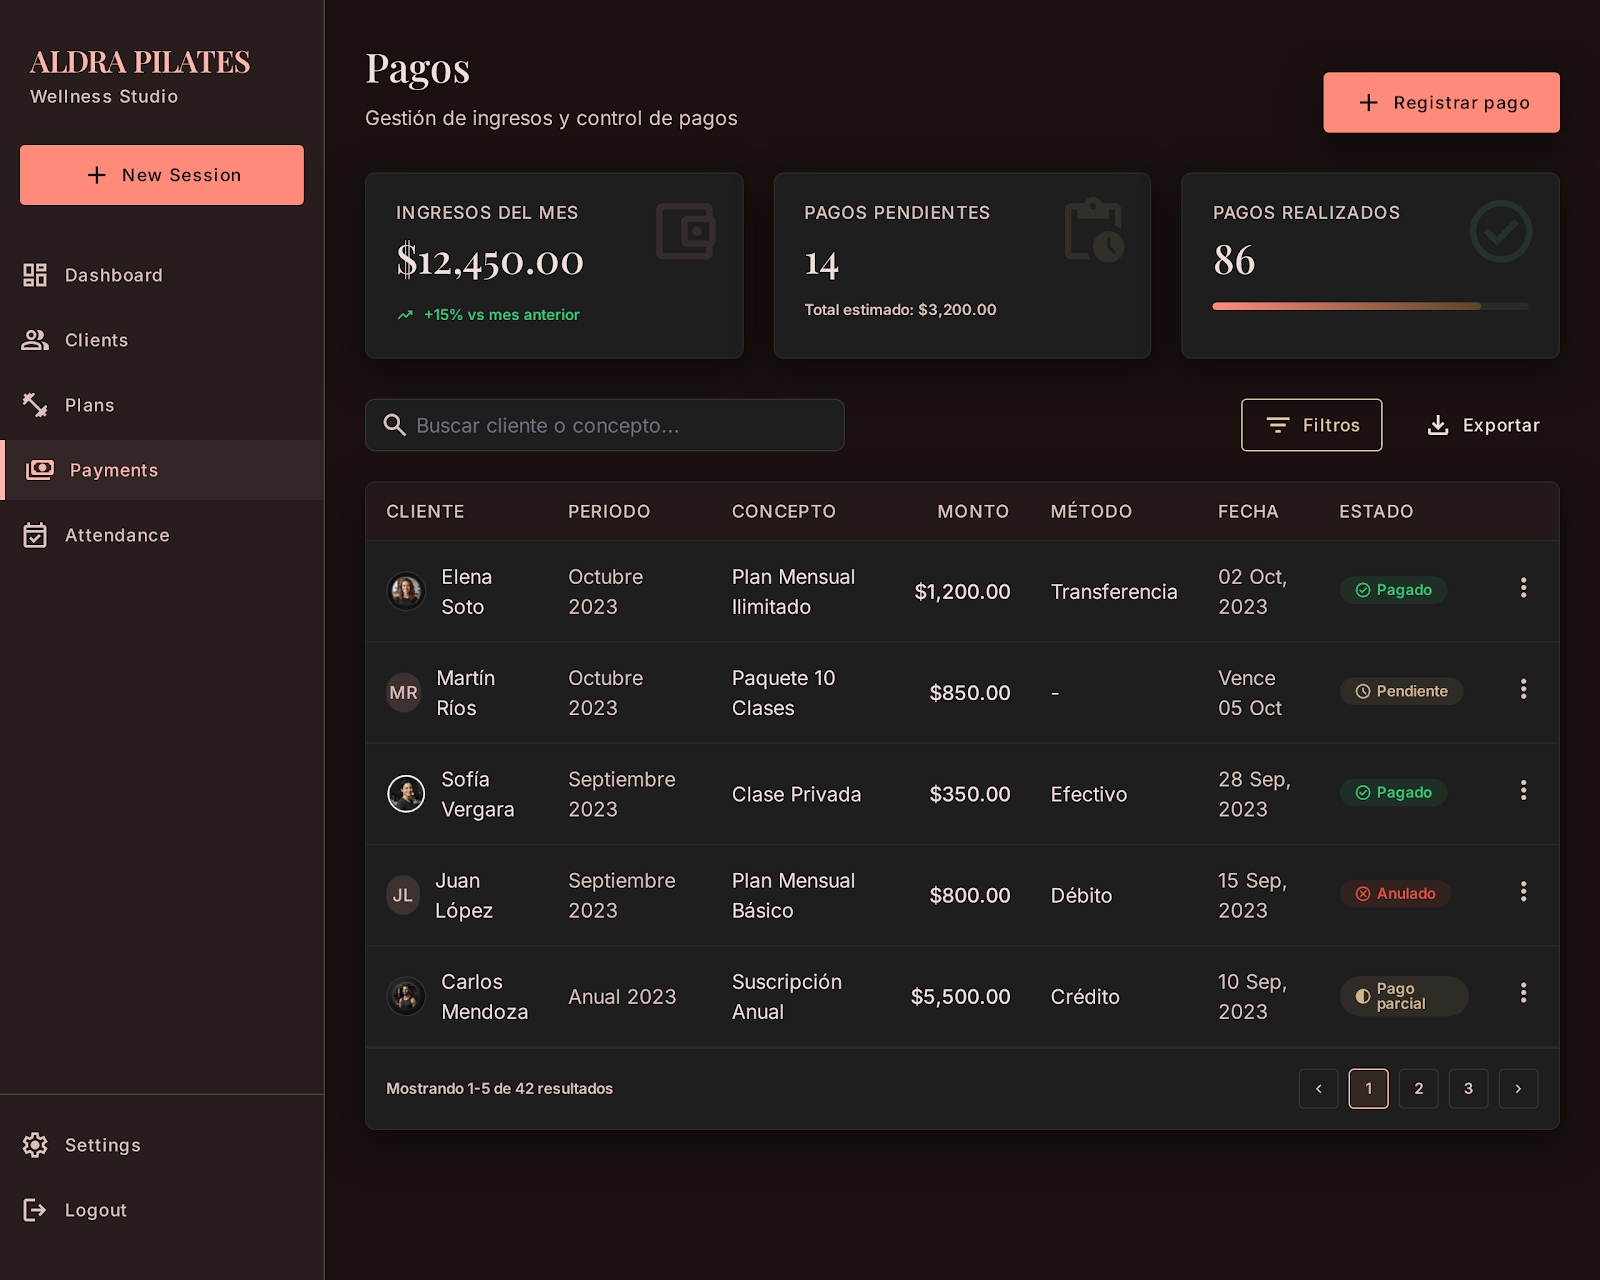 ALDRA PILATES
Wellness Studio
New Session
Dashboard
Clients
Plans
Payments
Attendance
Settings
Logout
Pagos
Gestión de ingresos y control de pagos
Registrar pago
INGRESOS DEL MES
$12,450.00
+15% vs mes anterior
PAGOS PENDIENTES
14
Total estimado: $3,200.00
PAGOS REALIZADOS
86
Buscar cliente o concepto...
Filtros
Exportar
CLIENTE PERIODO CONCEPTO MONTO MÉTODO FECHA ESTADO
Elena Octubre Plan Mensual 02 Oct,
$1,200.00 Transferencia Pagado
Soto 2023 Ilimitado 2023
Martín Octubre Paquete 10 Vence
MR $850.00 - Pendiente
Ríos 2023 Clases 05 Oct
Sofía Septiembre 28 Sep,
Clase Privada $350.00 Efectivo Pagado
Vergara 2023 2023
Juan Septiembre Plan Mensual 15 Sep,
JL $800.00 Débito Anulado
López 2023 Básico 2023
Carlos Suscripción 10 Sep, Pago
Anual 2023 $5,500.00 Crédito
Mendoza Anual 2023 parcial
Mostrando 1-5 de 42 resultados
‹ 1 2 3 ›